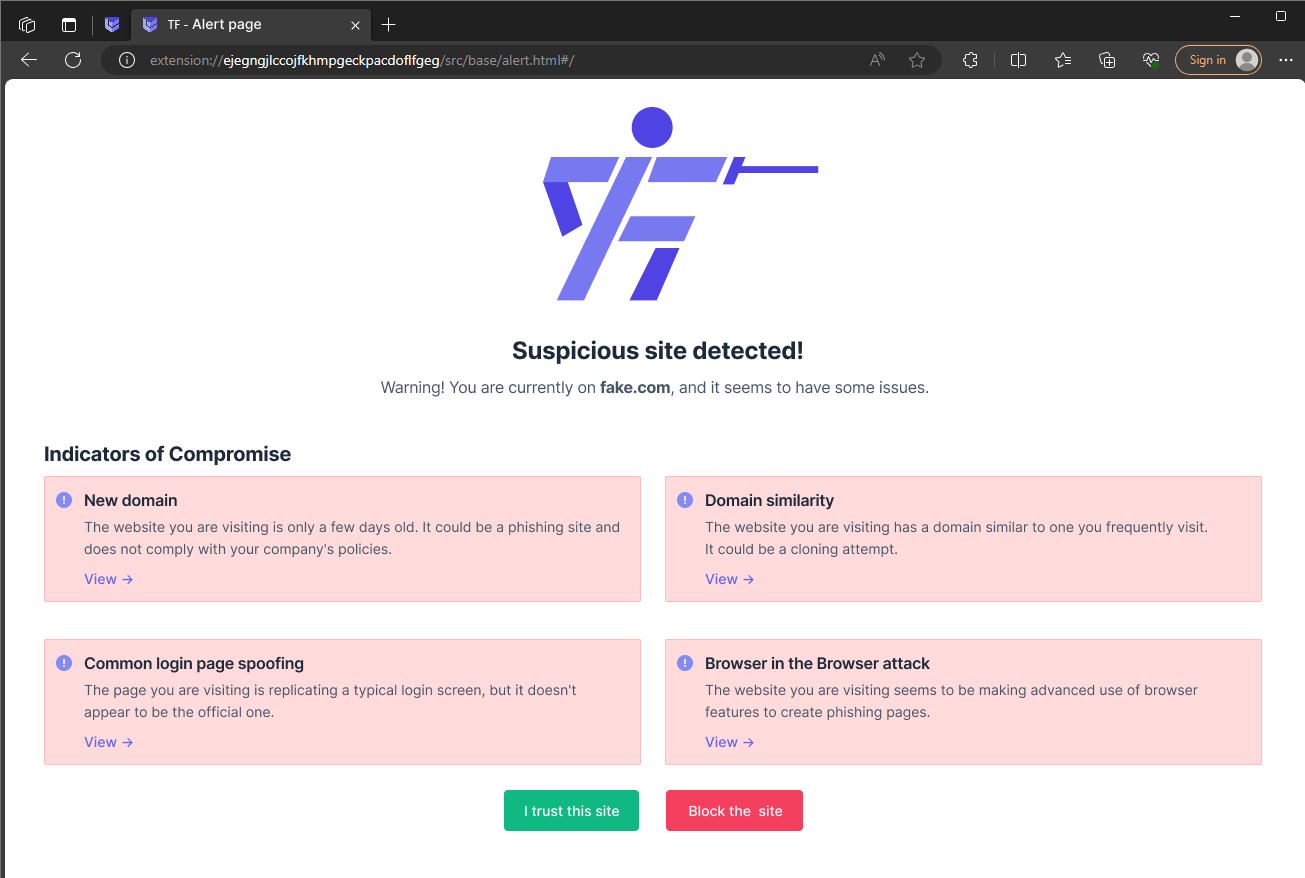 TF - Alert page
extension://ejegngjlccojfkhmpgeckpacdoflfgeg/src/base/alert.html#/
Sign in
Suspicious site detected!
Warning! You are currently on fake.com, and it seems to have some issues.
Indicators of Compromise
New domain
The website you are visiting is only a few days old. It could be a phishing site and
does not comply with your company's policies.
View →
Domain similarity
The website you are visiting has a domain similar to one you frequently visit.
It could be a cloning attempt.
View →
Common login page spoofing
The page you are visiting is replicating a typical login screen, but it doesn't
appear to be the official one.
View →
Browser in the Browser attack
The website you are visiting seems to be making advanced use of browser
features to create phishing pages.
View →
I trust this site
Block the  site